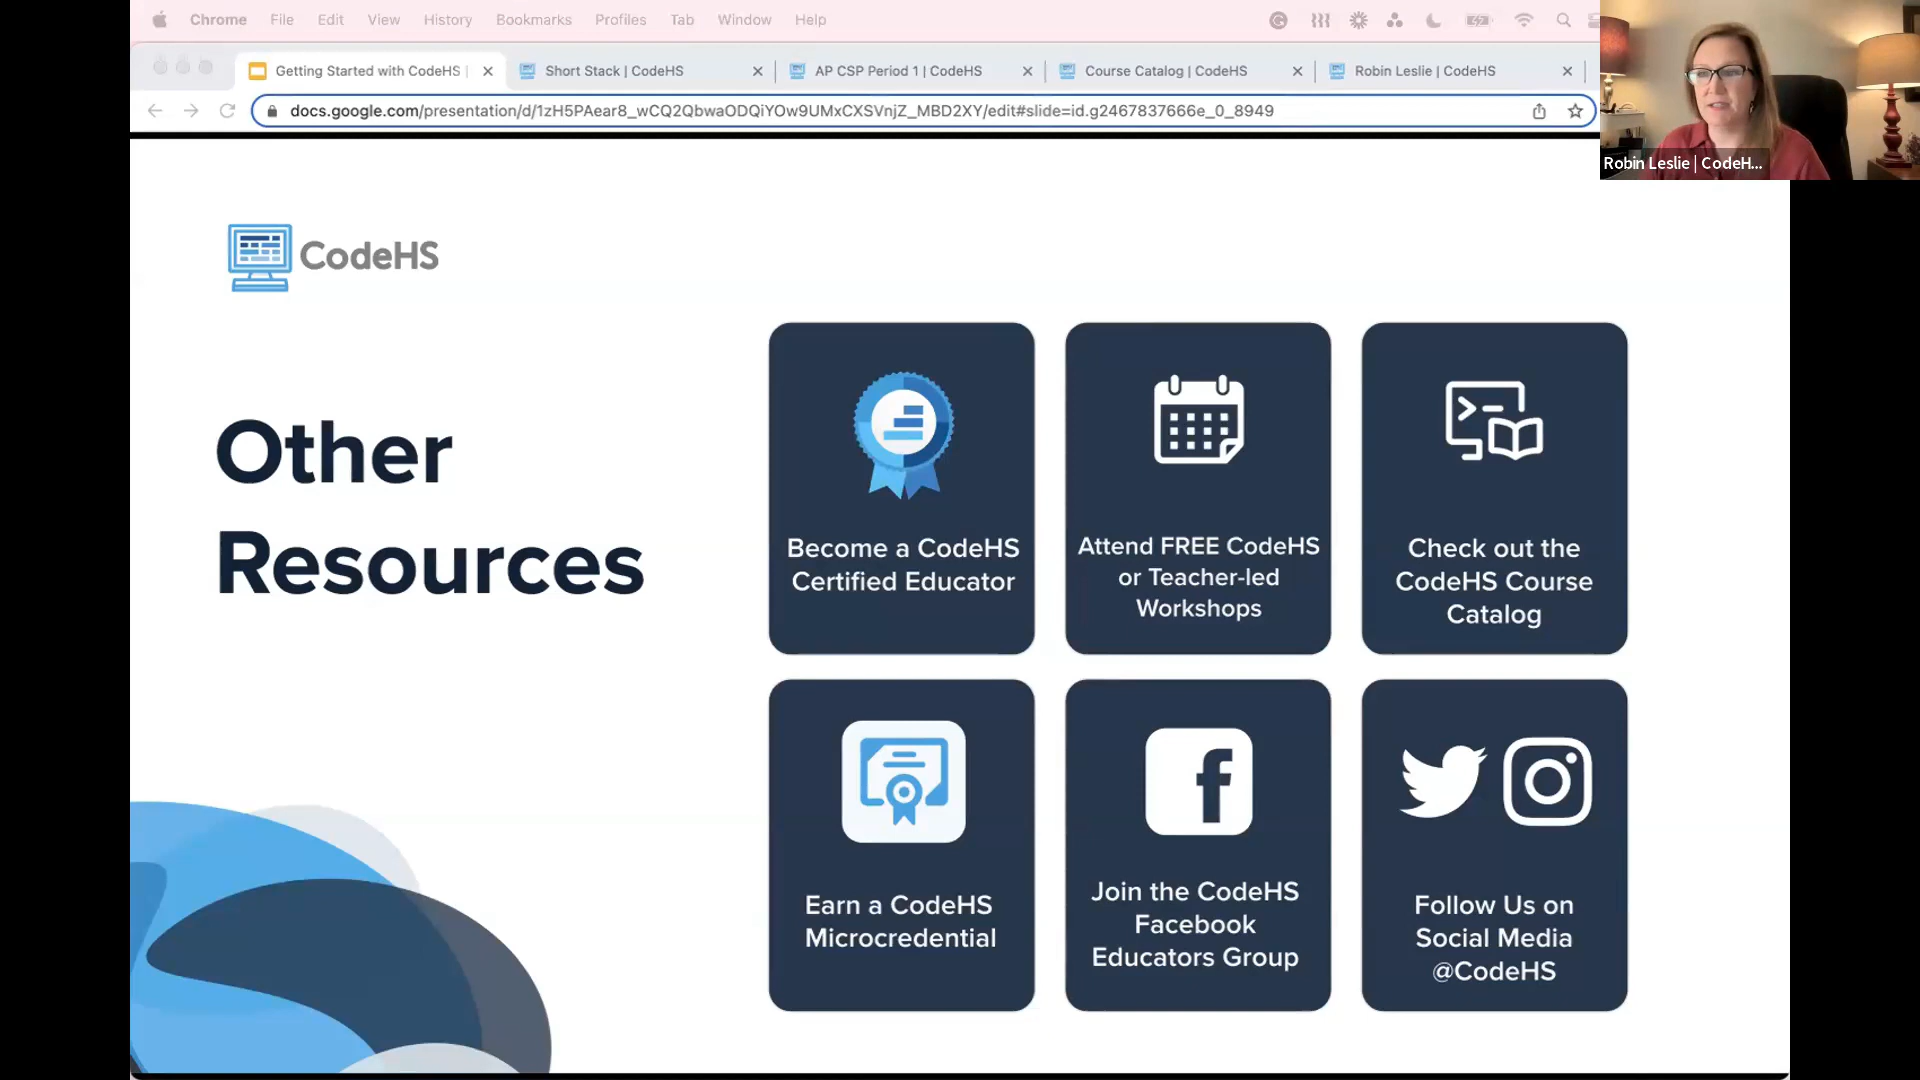 Chrome File Edit View History Bookmarks Profiles Tab Window Help
Getting Started with CodeHS |
Short Stack | CodeHS
AP CSP Period 1 | CodeHS
Course Catalog | CodeHS
Robin Leslie | CodeHS
docs.google.com/presentation/d/1zH5PAear8_wCQ2QbwaODQiYOw9UMxCXSVnjZ_MBD2XY/edit#slide=id.g2467837666e_0_8949
Robin Leslie | CodeH...
CodeHS
Other
Resources
Become a CodeHS
Certified Educator
Attend FREE CodeHS
or Teacher-led
Workshops
Check out the
CodeHS Course
Catalog
Earn a CodeHS
Microcredential
Join the CodeHS
Facebook
Educators Group
Follow Us on
Social Media
@CodeHS